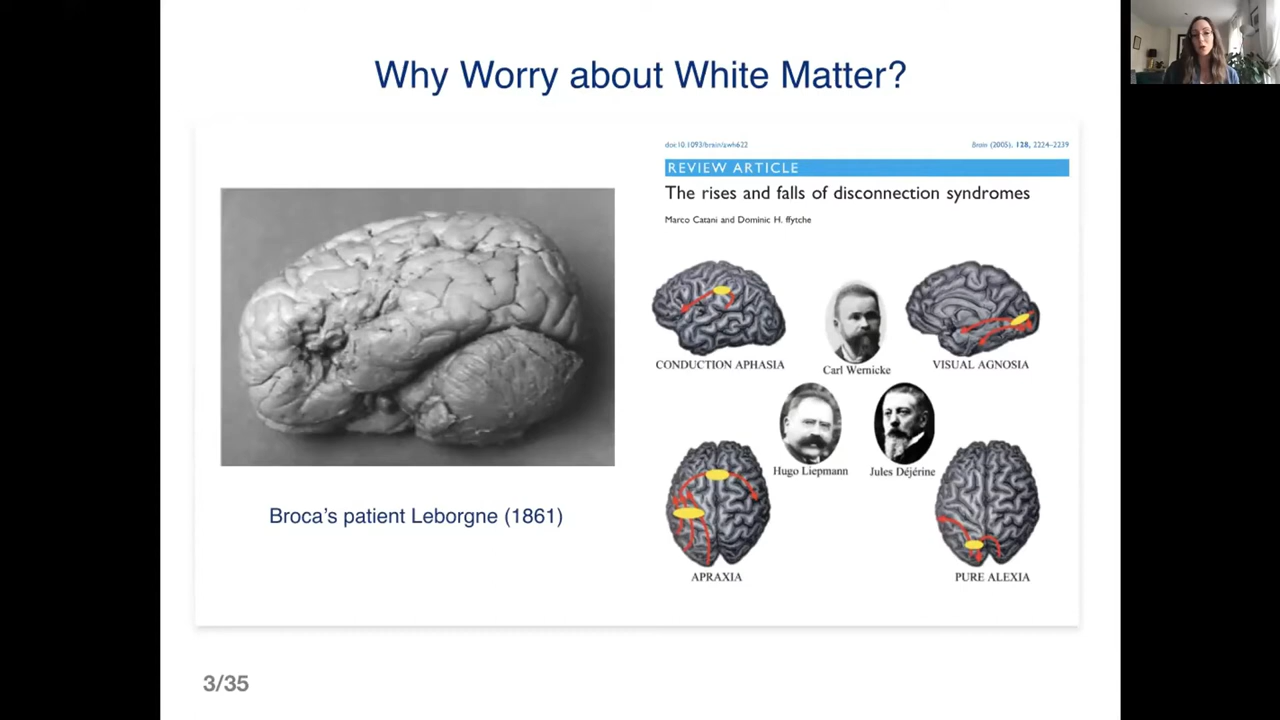 Why Worry about White Matter?
doi:10.1093/brain/awh622
Brain (2005), 128, 2224–2239
REVIEW ARTICLE
The rises and falls of disconnection syndromes
Marco Catani and Dominic H. ffytche
CONDUCTION APHASIA
Carl Wernicke
VISUAL AGNOSIA
Hugo Liepmann
Jules Déjérine
Broca's patient Leborgne (1861)
APRAXIA
PURE ALEXIA
3/35